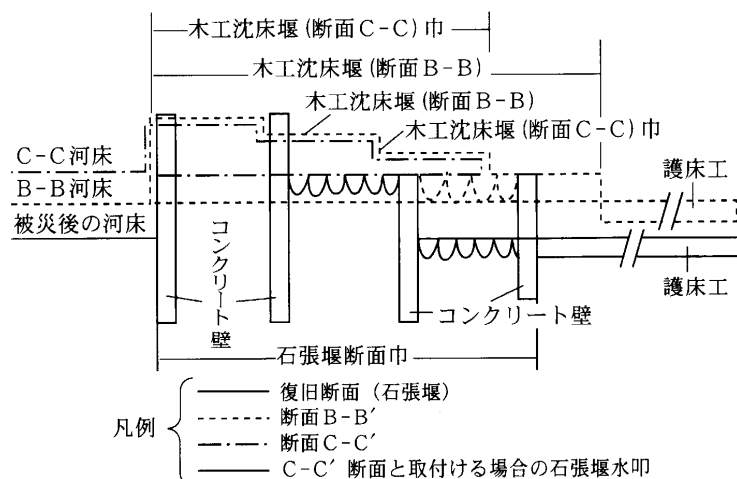 木工沈床堰(断面C-C)巾
木工沈床堰(断面B-B)
木工沈床堰(断面B-B)
木工沈床堰(断面C-C)巾
C-C河床
B-B河床
被災後の河床
護床工
コンクリート壁
コンクリート壁
護床工
石張堰断面巾
凡例
復旧断面(石張堰)
断面B-B′
断面C-C′
C-C′断面と取付ける場合の石張堰水叩